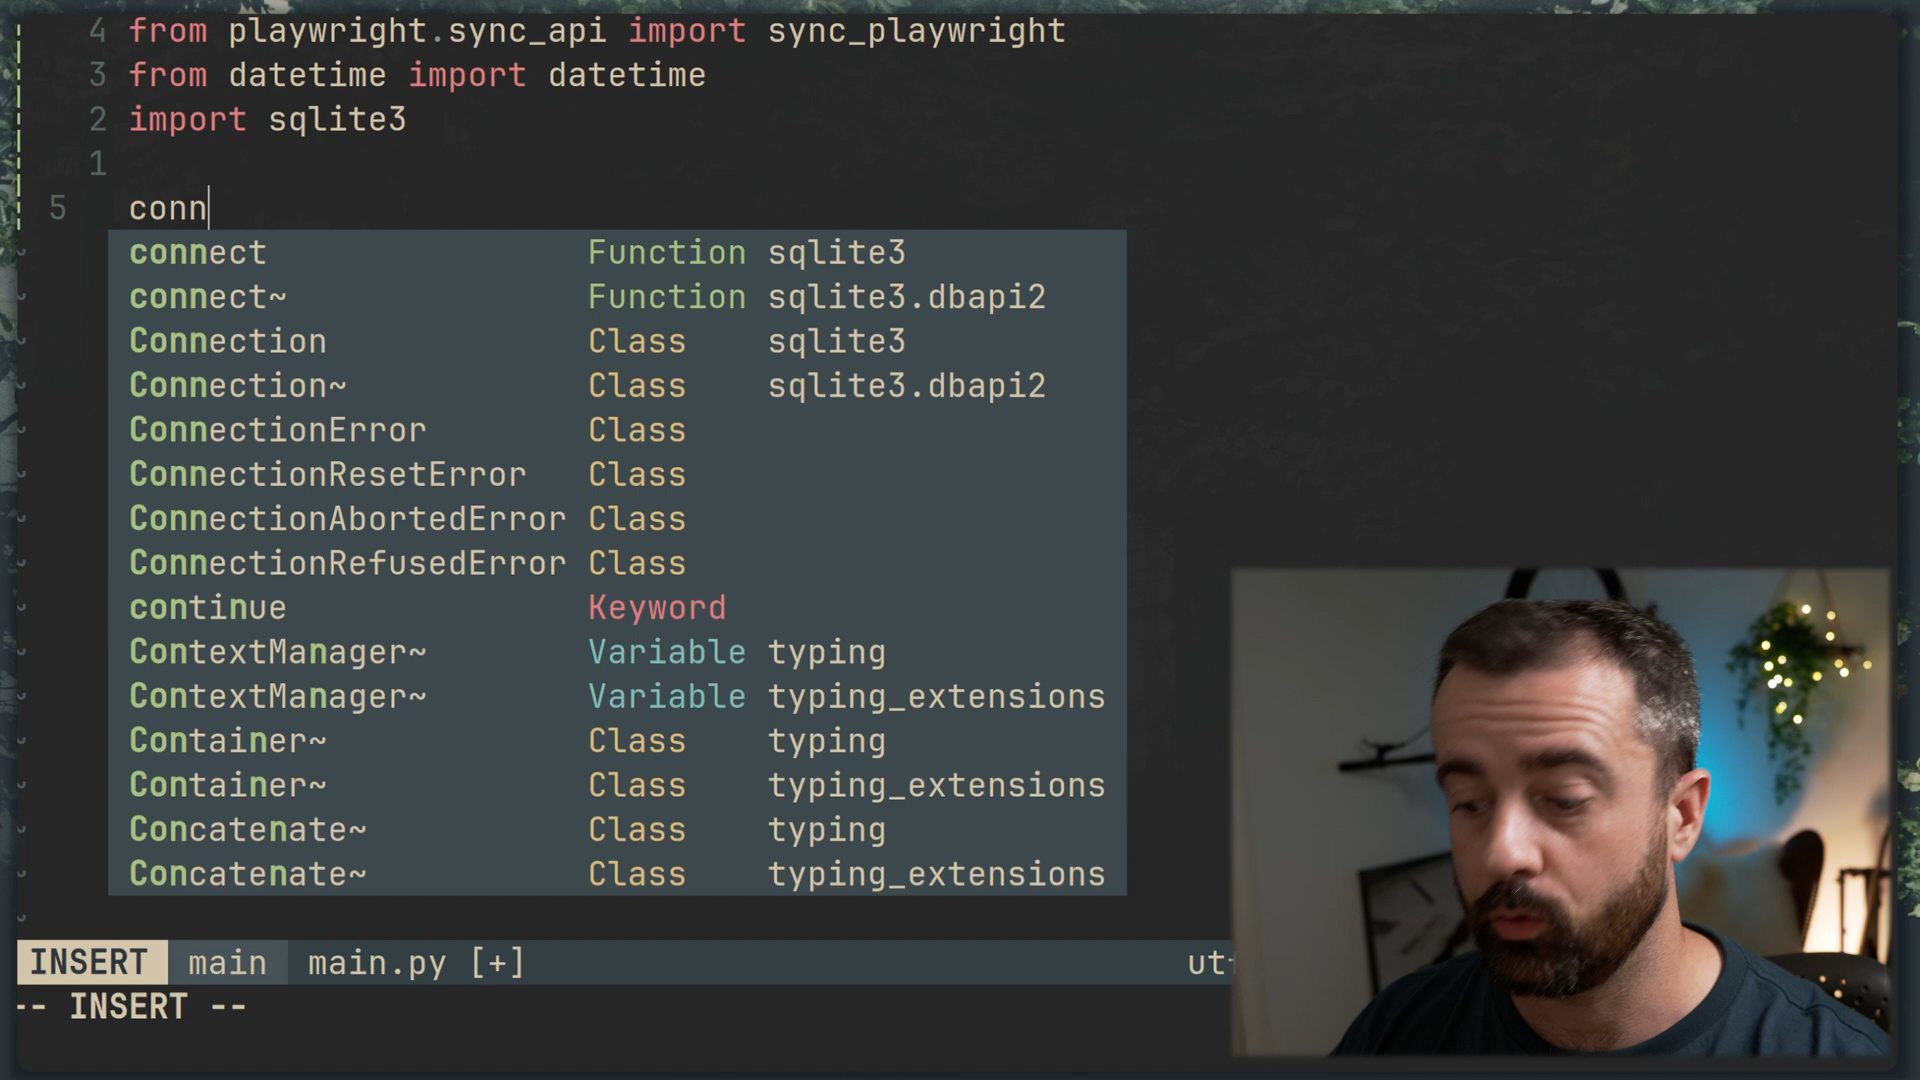 4 from playwright.sync_api import sync_playwright
3 from datetime import datetime
2 import sqlite3
1
5 conn
connect Function sqlite3
connect~ Function sqlite3.dbapi2
Connection Class sqlite3
Connection~ Class sqlite3.dbapi2
ConnectionError Class
ConnectionResetError Class
ConnectionAbortedError Class
ConnectionRefusedError Class
continue Keyword
ContextManager~ Variable typing
ContextManager~ Variable typing_extensions
Container~ Class typing
Container~ Class typing_extensions
Concatenate~ Class typing
Concatenate~ Class typing_extensions
INSERT main main.py [+]
-- INSERT --